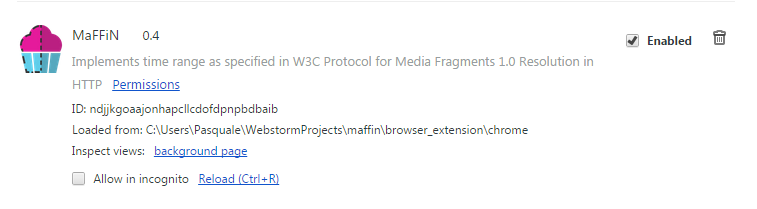 MaFFiN 0.4
Enabled
Implements time range as specified in W3C Protocol for Media Fragments 1.0 Resolution in
HTTP Permissions
ID: ndjjkgoaajonhapcllcdofdpnpbdbaib
Loaded from: C:\Users\Pasquale\WebstormProjects\maffin\browser_extension\chrome
Inspect views: background page
Allow in incognito Reload (Ctrl+R)